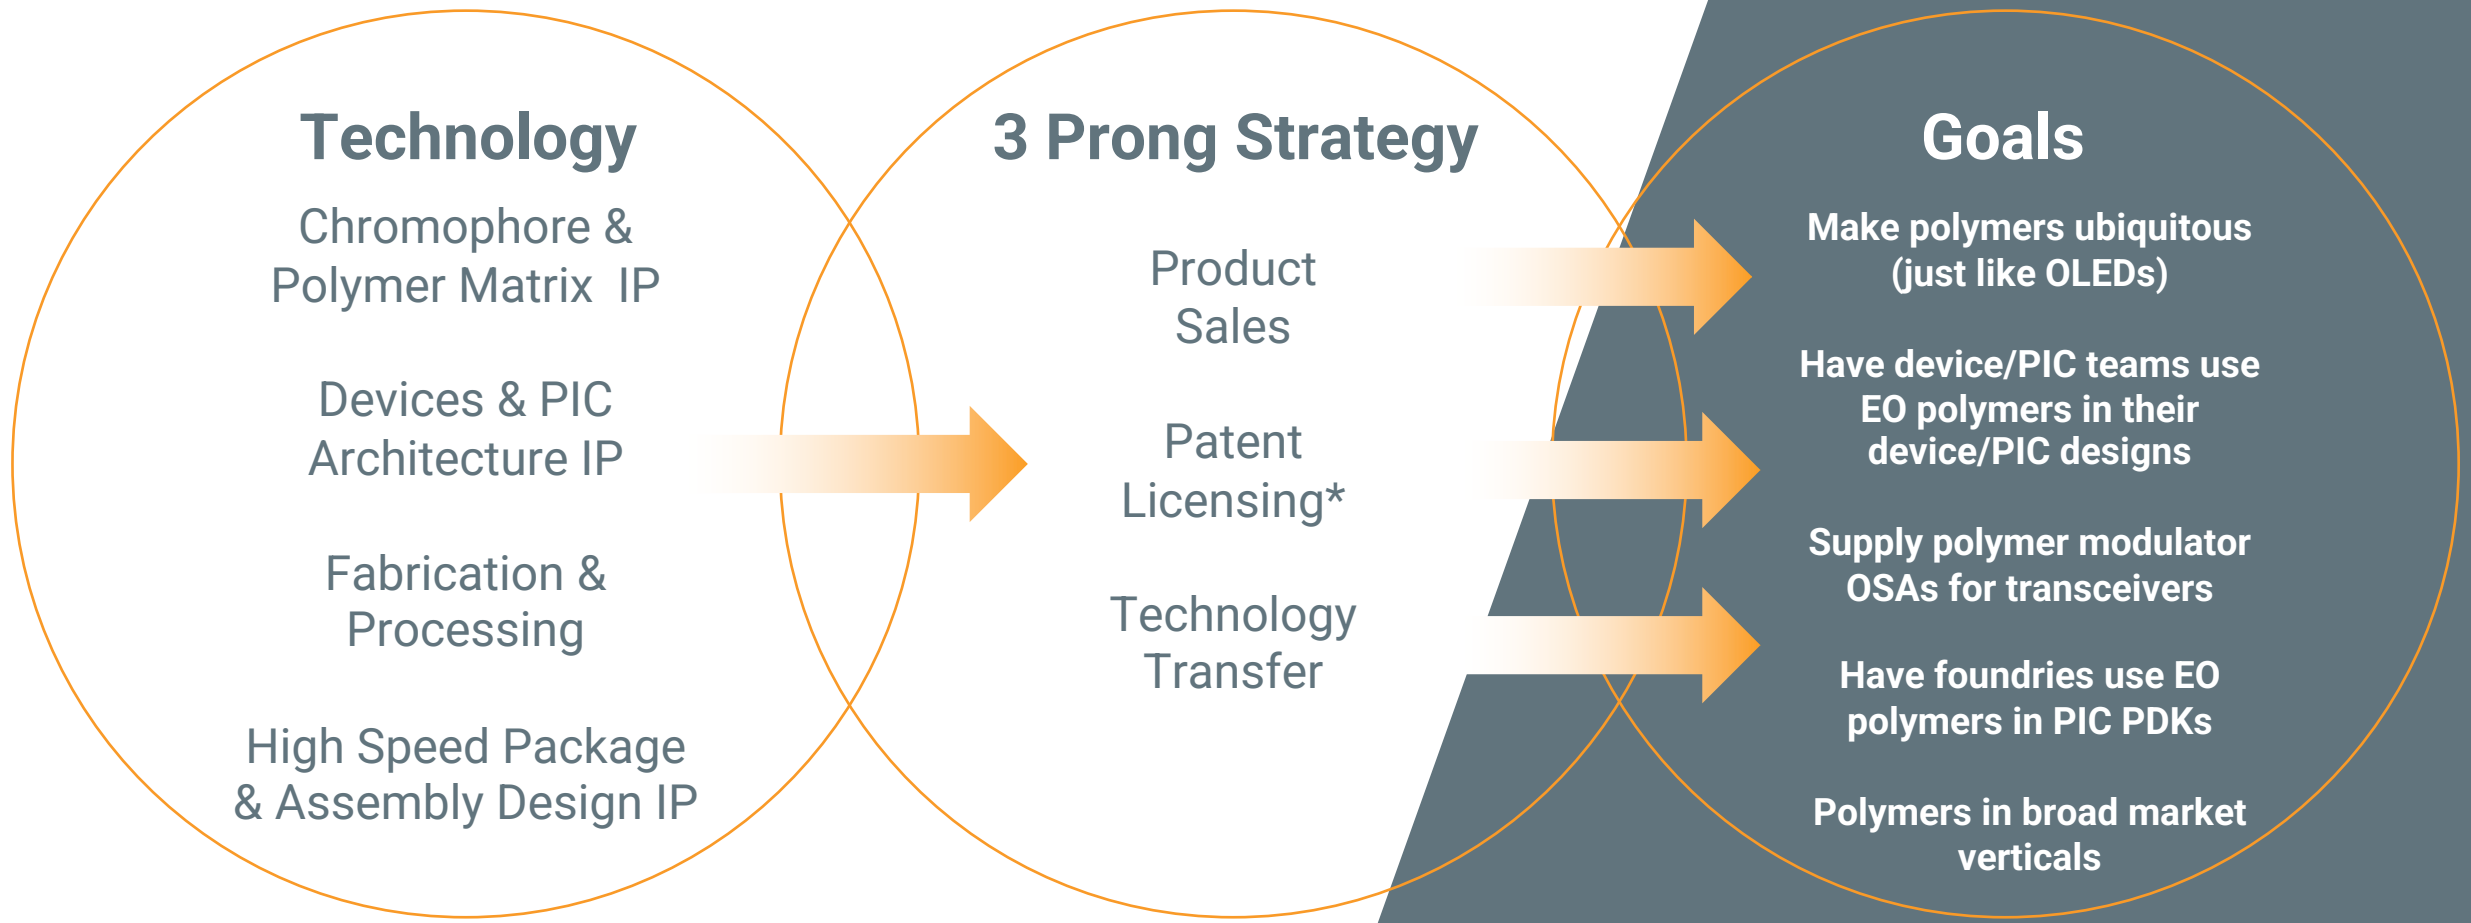 Technology
Chromophore &
Polymer Matrix IP
Devices & PIC
Architecture IP
Fabrication &
Processing
High Speed Package
& Assembly Design IP
3 Prong Strategy
Product
Sales
Patent
Licensing*
Technology
Transfer
Goals
Make polymers ubiquitous
(just like OLEDs)
Have device/PIC teams use
EO polymers in their
device/PIC designs
Supply polymer modulator
OSAs for transceivers
Have foundries use EO
polymers in PIC PDKs
Polymers in broad market
verticals